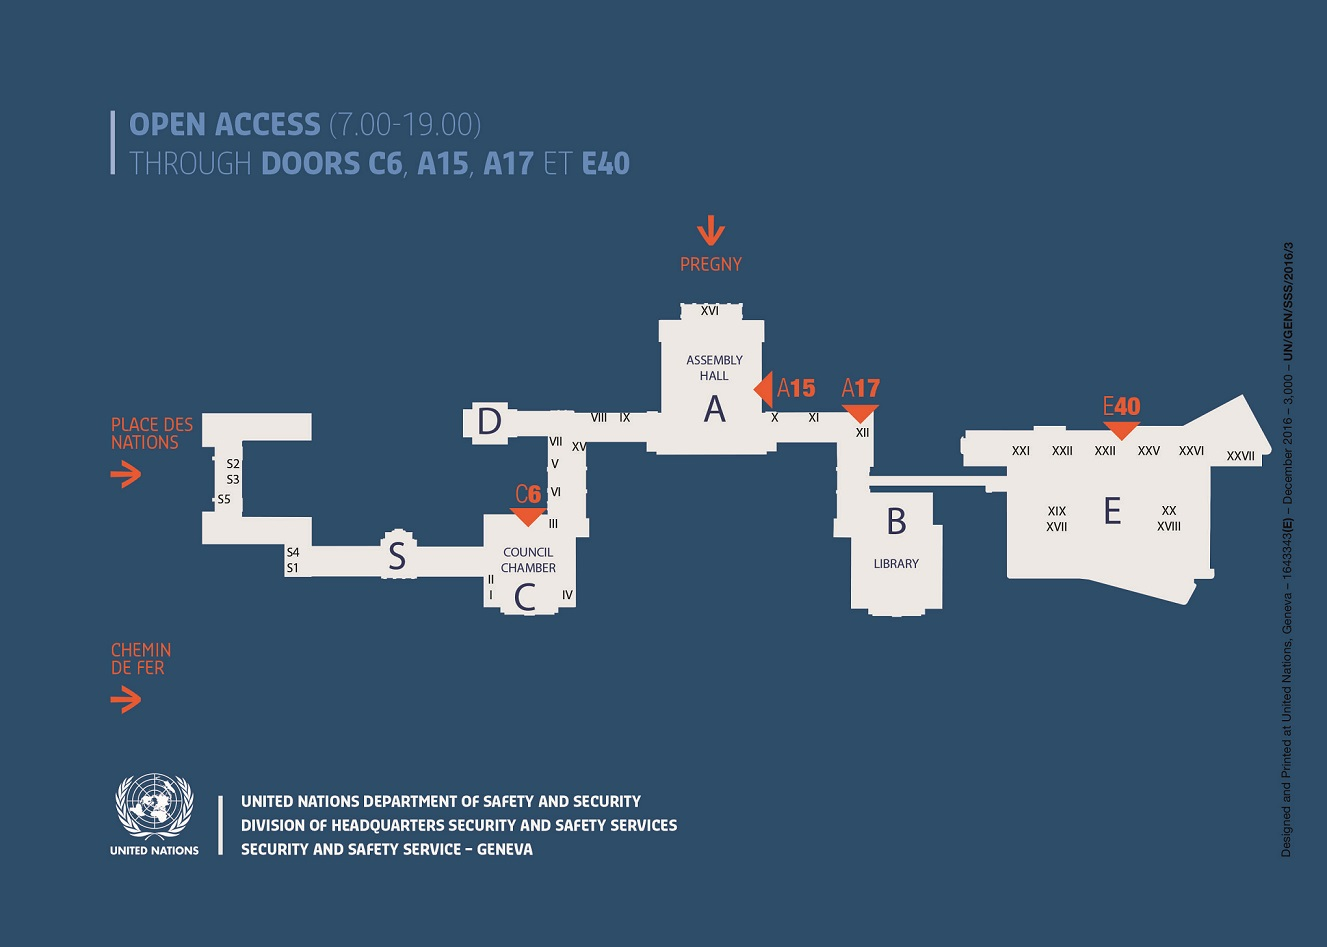 OPEN ACCESS (7.00-19.00)
THROUGH DOORS C6, A15, A17 ET E40
PREGNY
XVI
ASSEMBLY
HALL
A
A15
A17
E40
PLACE DES
NATIONS
D
VIII
IX
X
XI
XII
VII
XV
V
VI
C6
III
S2
S3
S5
S4
S1
S
COUNCIL
CHAMBER
II
I
C
IV
B
LIBRARY
XXI
XXII
XXII
XXV
XXVI
XXVII
XIX
XVII
E
XX
XVIII
CHEMIN
DE FER
UNITED NATIONS
UNITED NATIONS DEPARTMENT OF SAFETY AND SECURITY
DIVISION OF HEADQUARTERS SECURITY AND SAFETY SERVICES
SECURITY AND SAFETY SERVICE – GENEVA
Designed and Printed at United Nations, Geneva – 1643343(E) – December 2016 – 3,000 – UN/GEN/SSS/2016/3